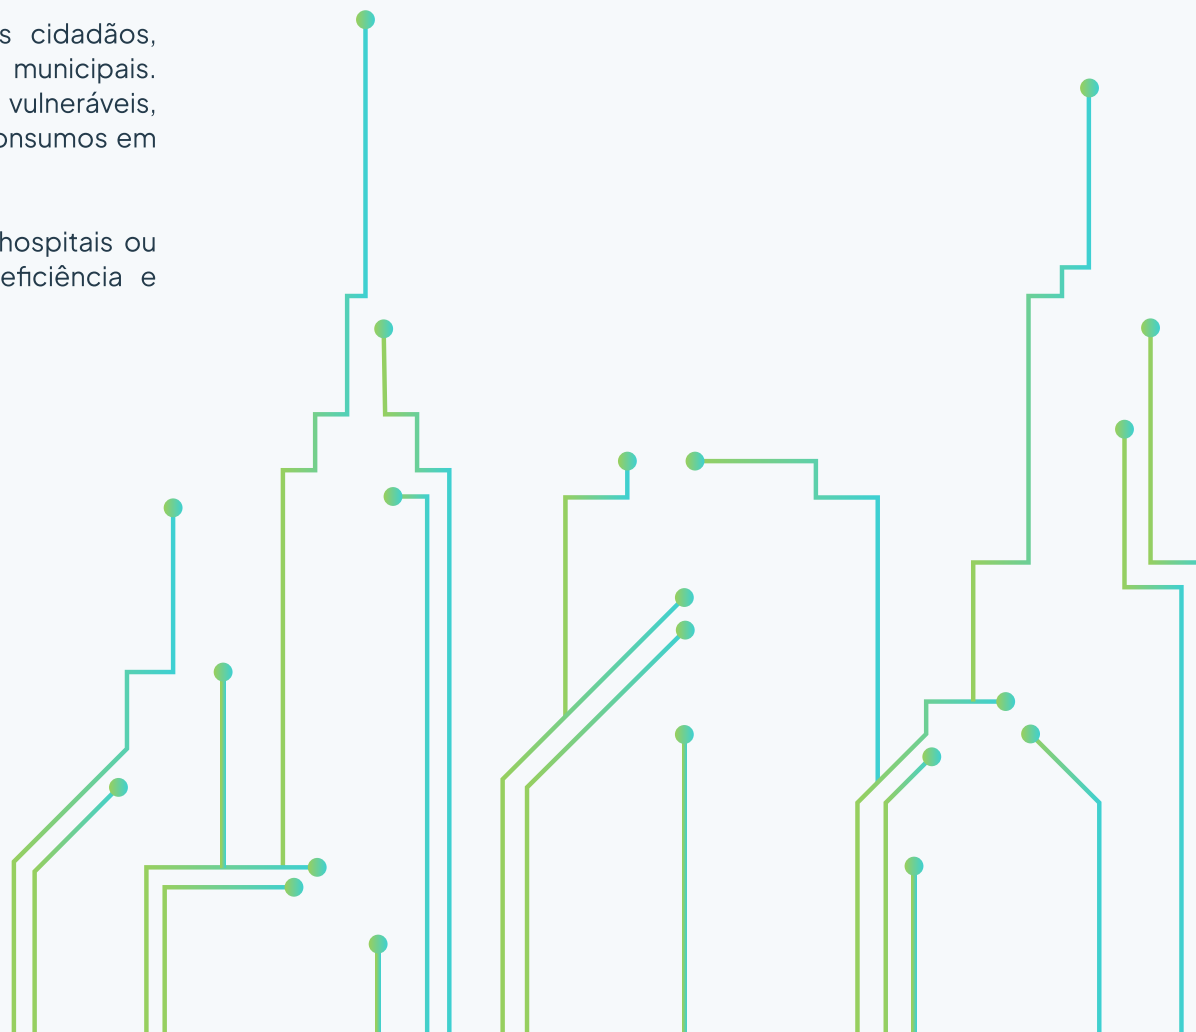 s cidadãos,
municipais.
vulneráveis,
onsumos em
hospitais ou
eficiência e